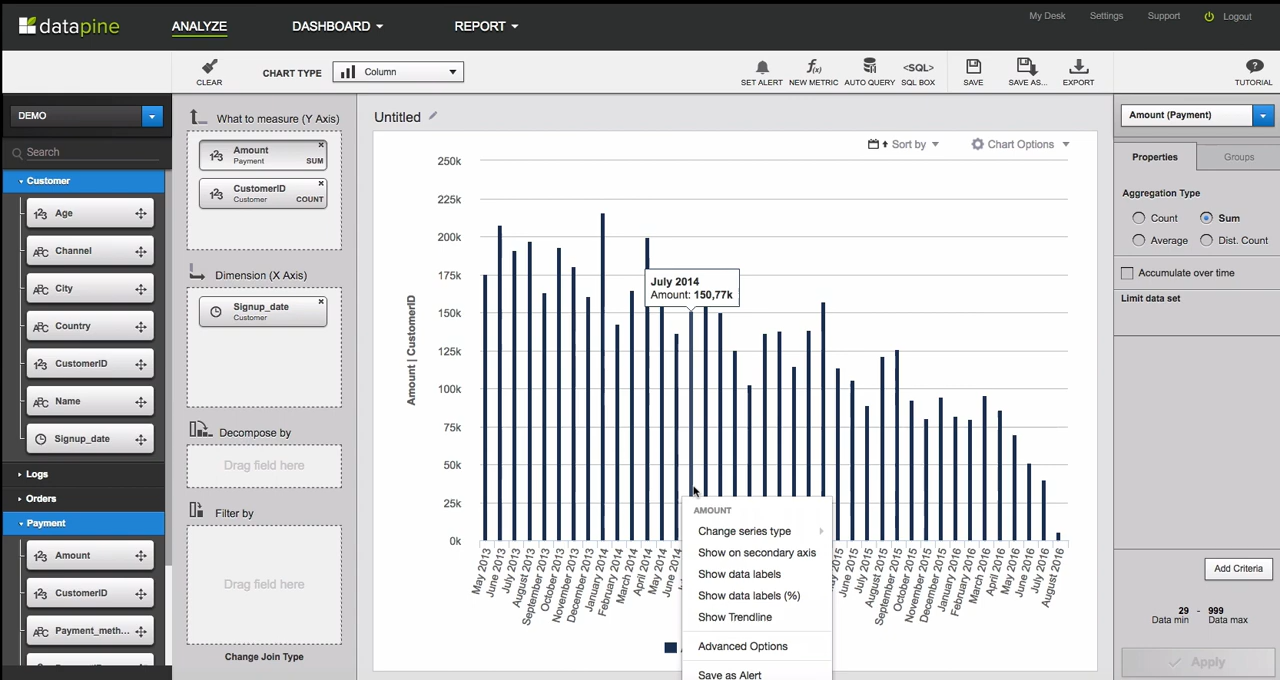 datapine
ANALYZE
DASHBOARD
REPORT
My Desk
Settings
Support
Logout
CLEAR
CHART TYPE
Column
SET ALERT
NEW METRIC
AUTO QUERY
<SQL>
SQL BOX
SAVE
SAVE AS...
EXPORT
TUTORIAL
DEMO
Search
Customer
Age
Channel
City
Country
CustomerID
Name
Signup_date
Logs
Orders
Payment
Amount
CustomerID
Payment_meth...
What to measure (Y Axis)
Amount
Payment
SUM
CustomerID
Customer
COUNT
Dimension (X Axis)
Signup_date
Customer
Decompose by
Drag field here
Filter by
Drag field here
Change Join Type
Untitled
Sort by
Chart Options
250k
225k
200k
175k
150k
125k
100k
75k
50k
25k
0k
Amount | CustomerID
July 2014
Amount: 150,77k
May 2013
June 2013
July 2013
August 2013
September 2013
October 2013
November 2013
December 2013
January 2014
February 2014
March 2014
April 2014
May 2014
June 2014
2015
June 2015
July 2015
August 2015
September 2015
October 2015
November 2015
December 2015
January 2016
February 2016
March 2016
April 2016
May 2016
June 2016
July 2016
August 2016
AMOUNT
Change series type
Show on secondary axis
Show data labels
Show data labels (%)
Show Trendline
Advanced Options
Save as Alert
Amount (Payment)
Properties
Groups
Aggregation Type
Count
Sum
Average
Dist. Count
Accumulate over time
Limit data set
Add Criteria
29 - 999
Data min
Data max
Apply